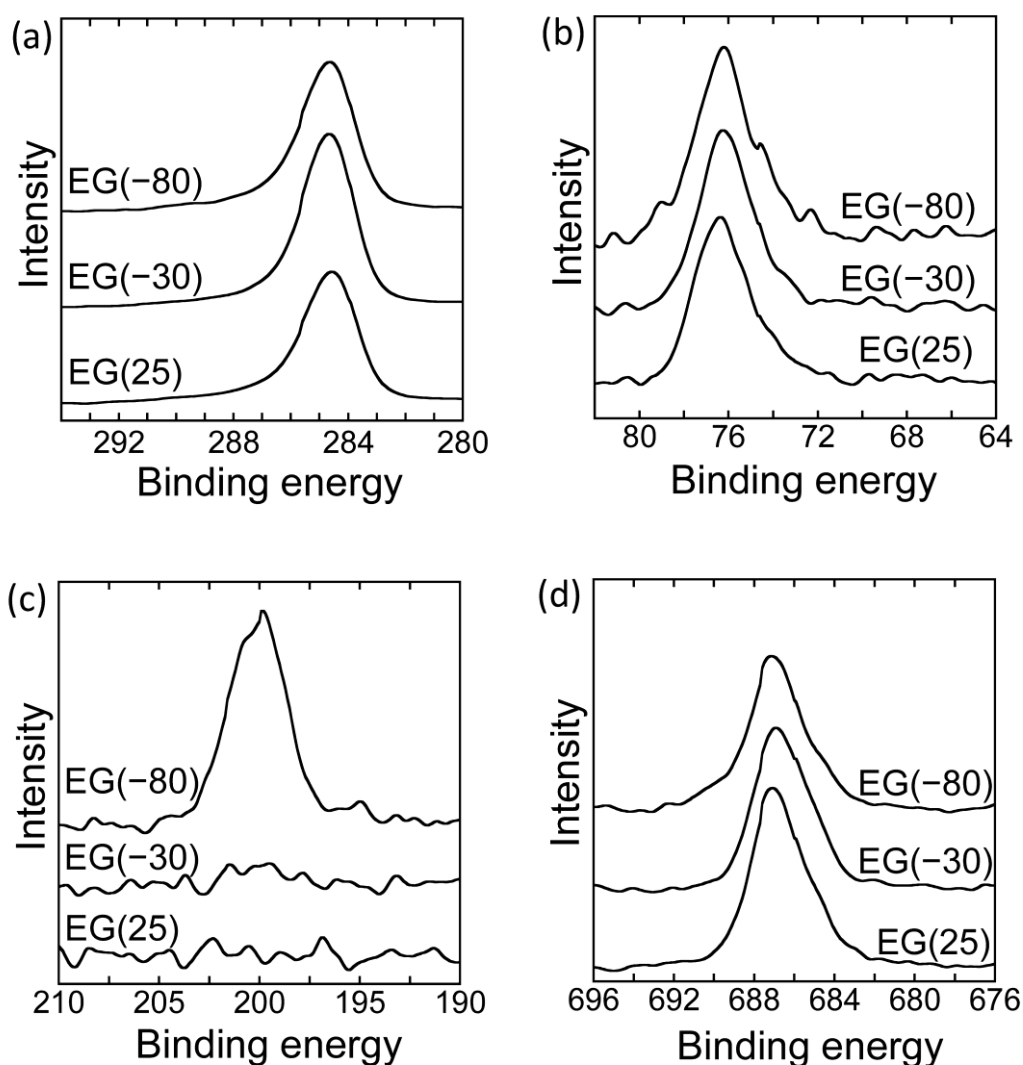 (a)
Intensity
EG(−80)
EG(−30)
EG(25)
292 288 284 280
Binding energy
(b)
Intensity
EG(−80)
EG(−30)
EG(25)
80 76 72 68 64
Binding energy
(c)
Intensity
EG(−80)
EG(−30)
EG(25)
210 205 200 195 190
Binding energy
(d)
Intensity
EG(−80)
EG(−30)
EG(25)
696 692 688 684 680 676
Binding energy